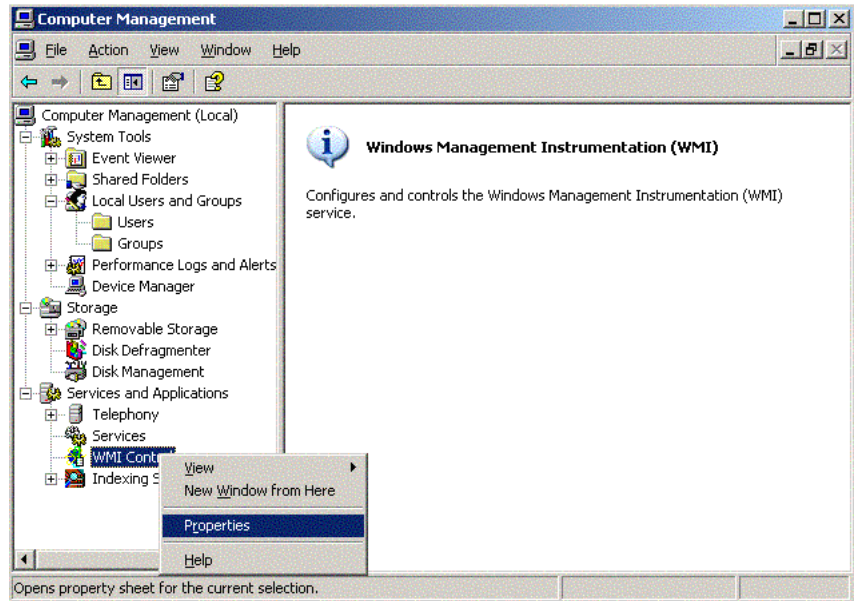 Computer Management
File Action View Window Help
Computer Management (Local)
System Tools
Event Viewer
Shared Folders
Local Users and Groups
Users
Groups
Performance Logs and Alerts
Device Manager
Storage
Removable Storage
Disk Defragmenter
Disk Management
Services and Applications
Telephony
Services
WMI Cont
Indexing S
View
New Window from Here
Properties
Help
Windows Management Instrumentation (WMI)
Configures and controls the Windows Management Instrumentation (WMI)
service.
Opens property sheet for the current selection.